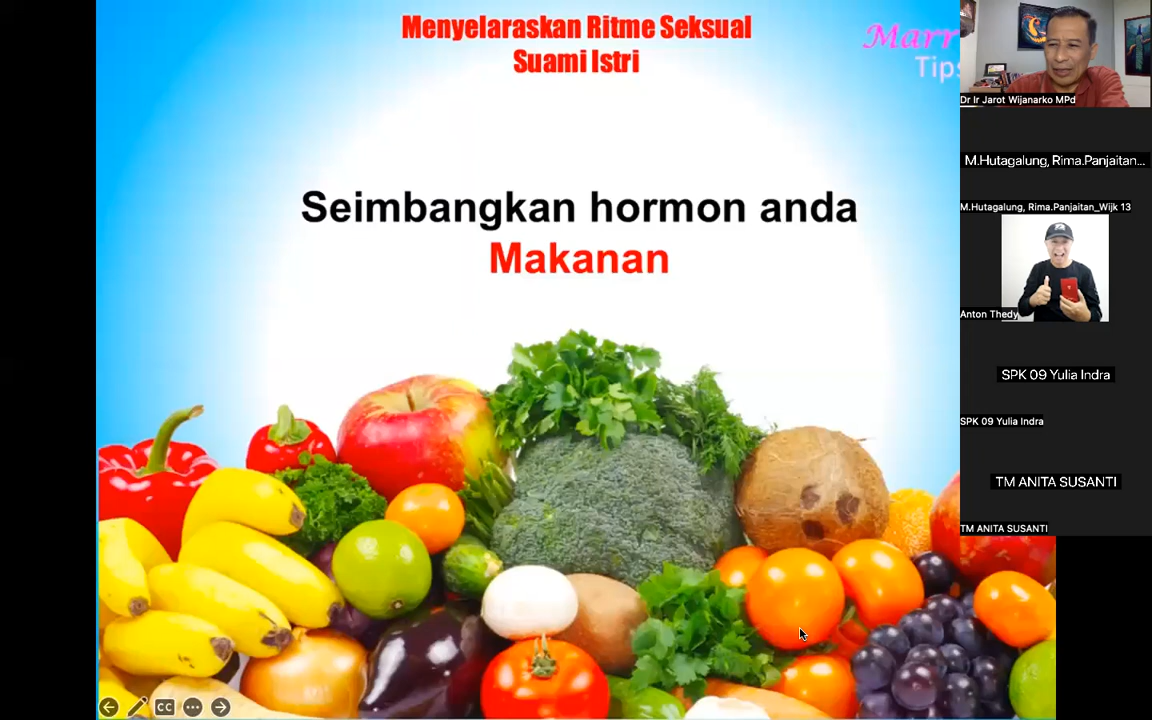 Menyelaraskan Ritme Seksual
Suami Istri
Tips
Seimbangkan hormon anda
Makanan
Dr Ir Jarot Wijanarko MPd
M.Hutagalung, Rima.Panjaitan...
M.Hutagalung, Rima.Panjaitan_Wijk 13
Anton Thedy
SPK 09 Yulia Indra
SPK 09 Yulia Indra
TM ANITA SUSANTI
TM ANITA SUSANTI
CC